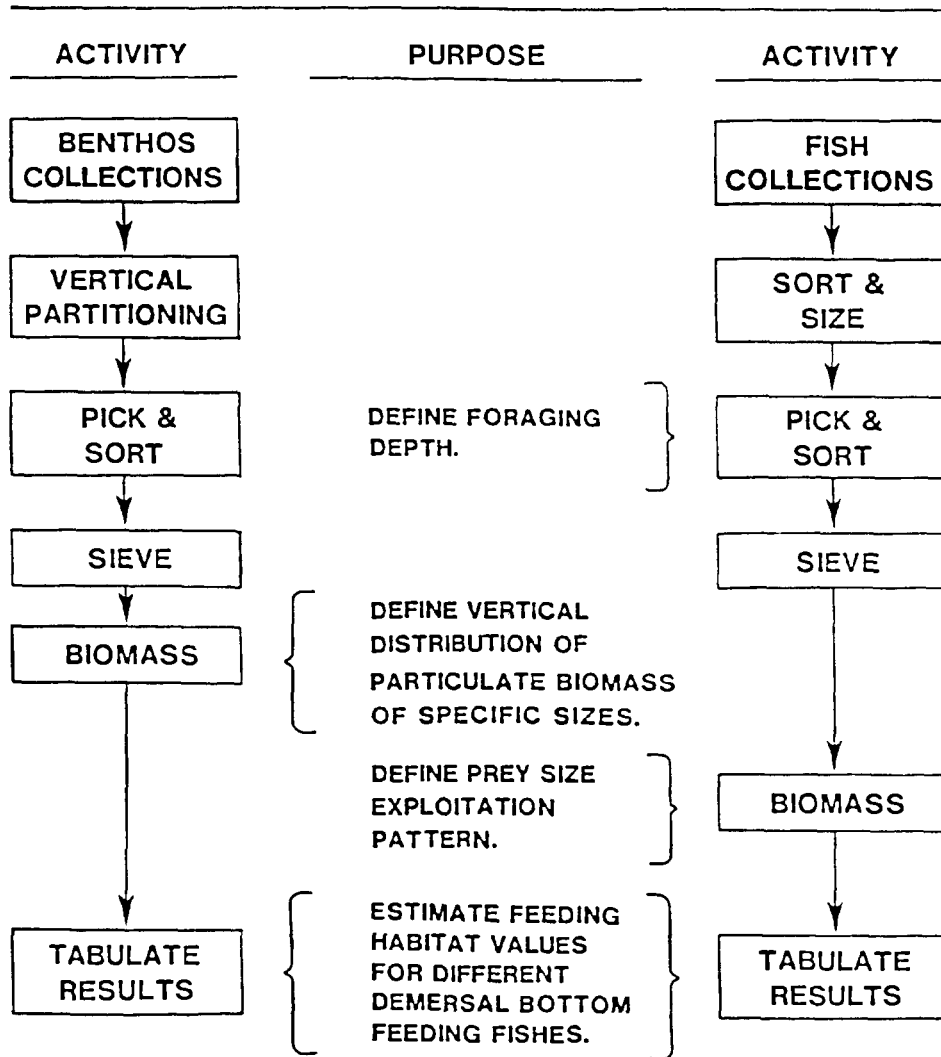 ACTIVITY
PURPOSE
ACTIVITY
BENTHOS
COLLECTIONS
VERTICAL
PARTITIONING
PICK &
SORT
SIEVE
BIOMASS
TABULATE
RESULTS
DEFINE FORAGING
DEPTH.
DEFINE VERTICAL
DISTRIBUTION OF
PARTICULATE BIOMASS
OF SPECIFIC SIZES.
DEFINE PREY SIZE
EXPLOITATION
PATTERN.
ESTIMATE FEEDING
HABITAT VALUES
FOR DIFFERENT
DEMERSAL BOTTOM
FEEDING FISHES.
FISH
COLLECTIONS
SORT &
SIZE
PICK &
SORT
SIEVE
BIOMASS
TABULATE
RESULTS